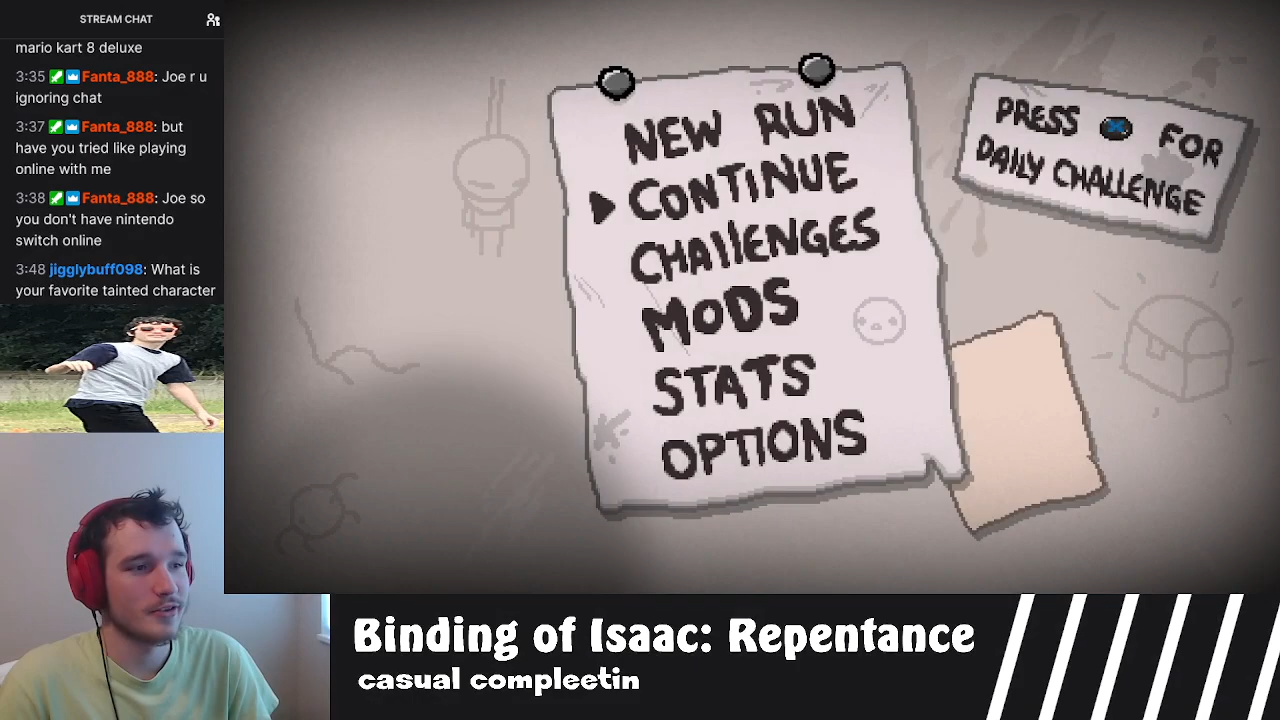 STREAM CHAT
mario kart 8 deluxe
3:35 Fanta_888: Joe r u
ignoring chat
3:37 Fanta_888: but
have you tried like playing
online with me
3:38 Fanta_888: Joe so
you don't have nintendo
switch online
3:48 jigglybuff098: What is
your favorite tainted character
NEW RUN
CONTINUE
CHALLENGES
MODS
STATS
OPTIONS
PRESS X FOR
DAILY CHALLENGE
Binding of Isaac: Repentance
casual compleetin